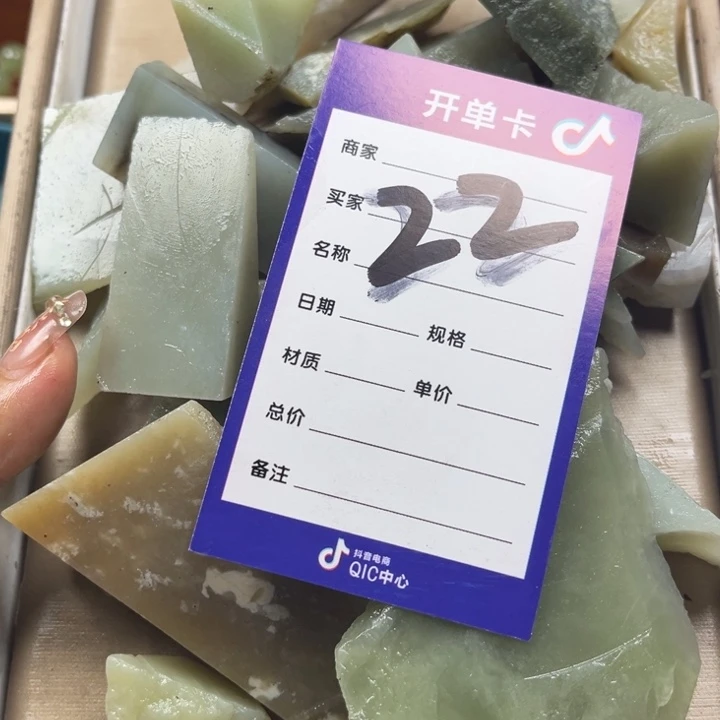 开单卡
商家
买家
22
名称
日期 规格
材质 单价
总价
备注
抖音电商
QIC中心